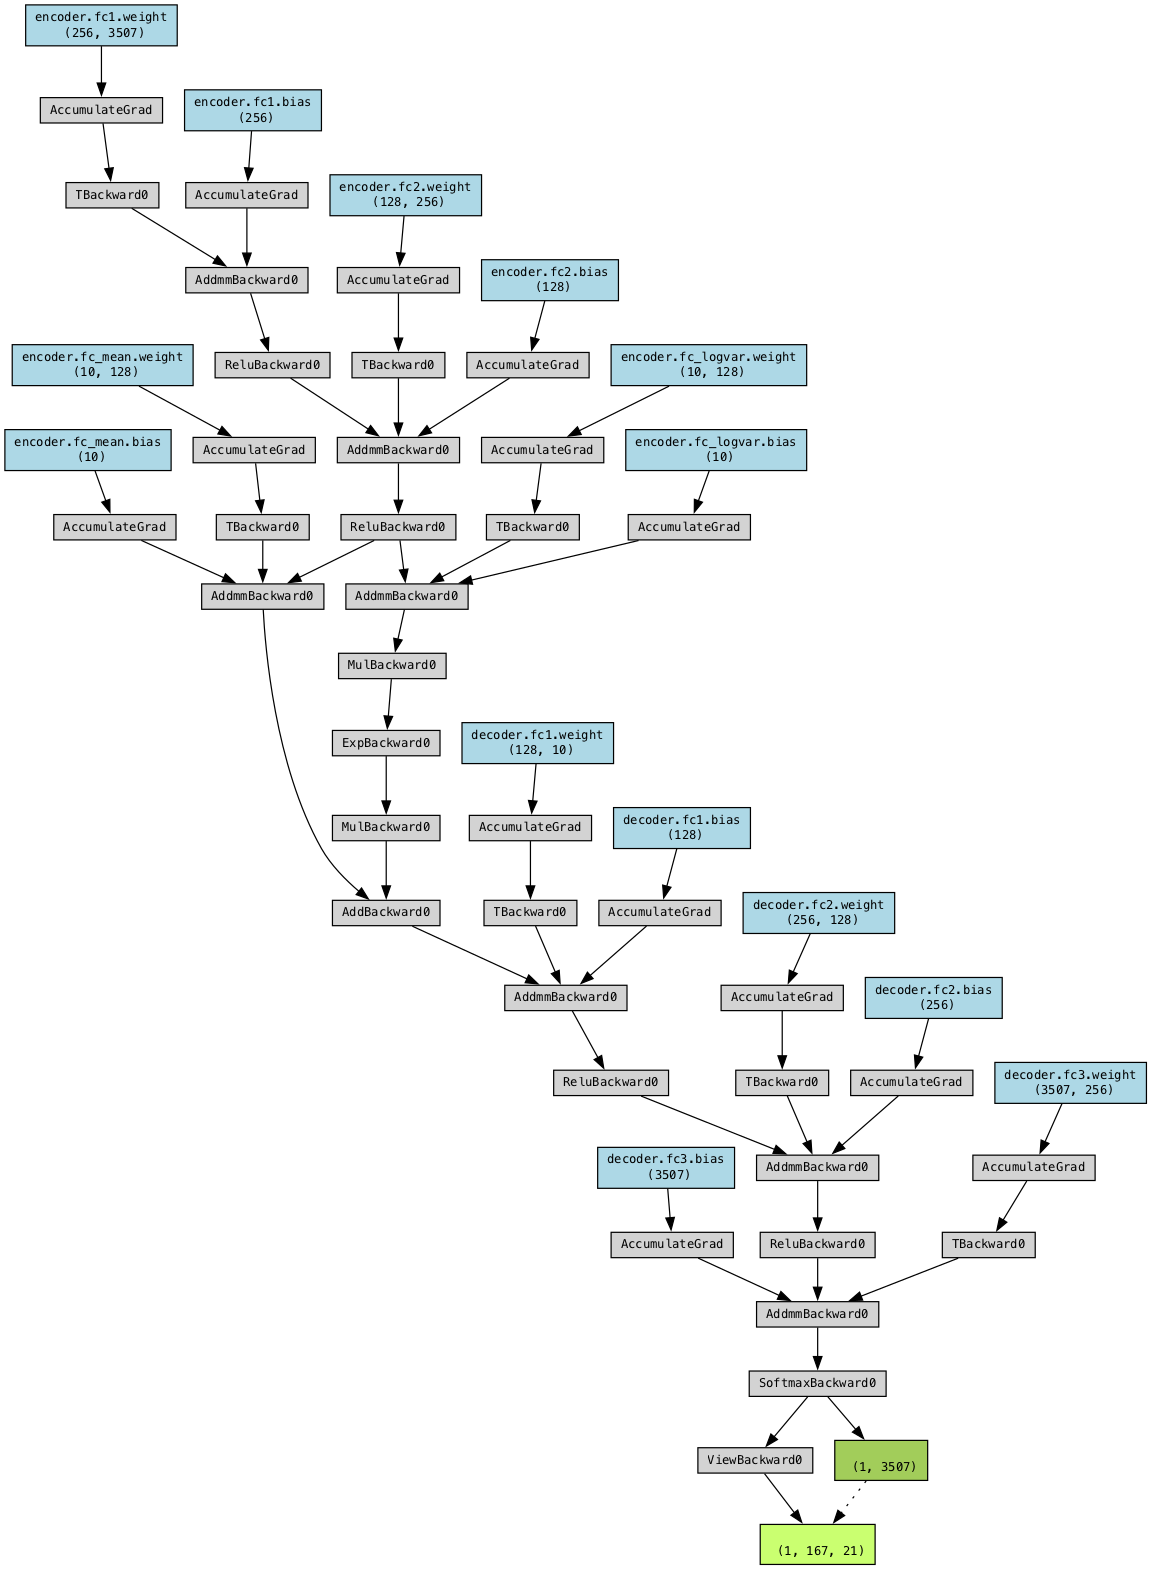 encoder.fc1.weight
(256, 3507)
AccumulateGrad
encoder.fc1.bias
(256)
TBackward0
AccumulateGrad
encoder.fc2.weight
(128, 256)
AddmmBackward0
AccumulateGrad
encoder.fc2.bias
(128)
encoder.fc_mean.weight
(10, 128)
ReluBackward0
TBackward0
AccumulateGrad
encoder.fc_logvar.weight
(10, 128)
encoder.fc_mean.bias
(10)
AccumulateGrad
AddmmBackward0
AccumulateGrad
encoder.fc_logvar.bias
(10)
AccumulateGrad
TBackward0
ReluBackward0
TBackward0
AccumulateGrad
AddmmBackward0
AddmmBackward0
MulBackward0
ExpBackward0
decoder.fc1.weight
(128, 10)
MulBackward0
AccumulateGrad
decoder.fc1.bias
(128)
AddBackward0
TBackward0
AccumulateGrad
decoder.fc2.weight
(256, 128)
AddmmBackward0
AccumulateGrad
decoder.fc2.bias
(256)
ReluBackward0
TBackward0
AccumulateGrad
decoder.fc3.weight
(3507, 256)
decoder.fc3.bias
(3507)
AddmmBackward0
AccumulateGrad
AccumulateGrad
ReluBackward0
TBackward0
AddmmBackward0
SoftmaxBackward0
ViewBackward0
(1, 3507)
(1, 167, 21)